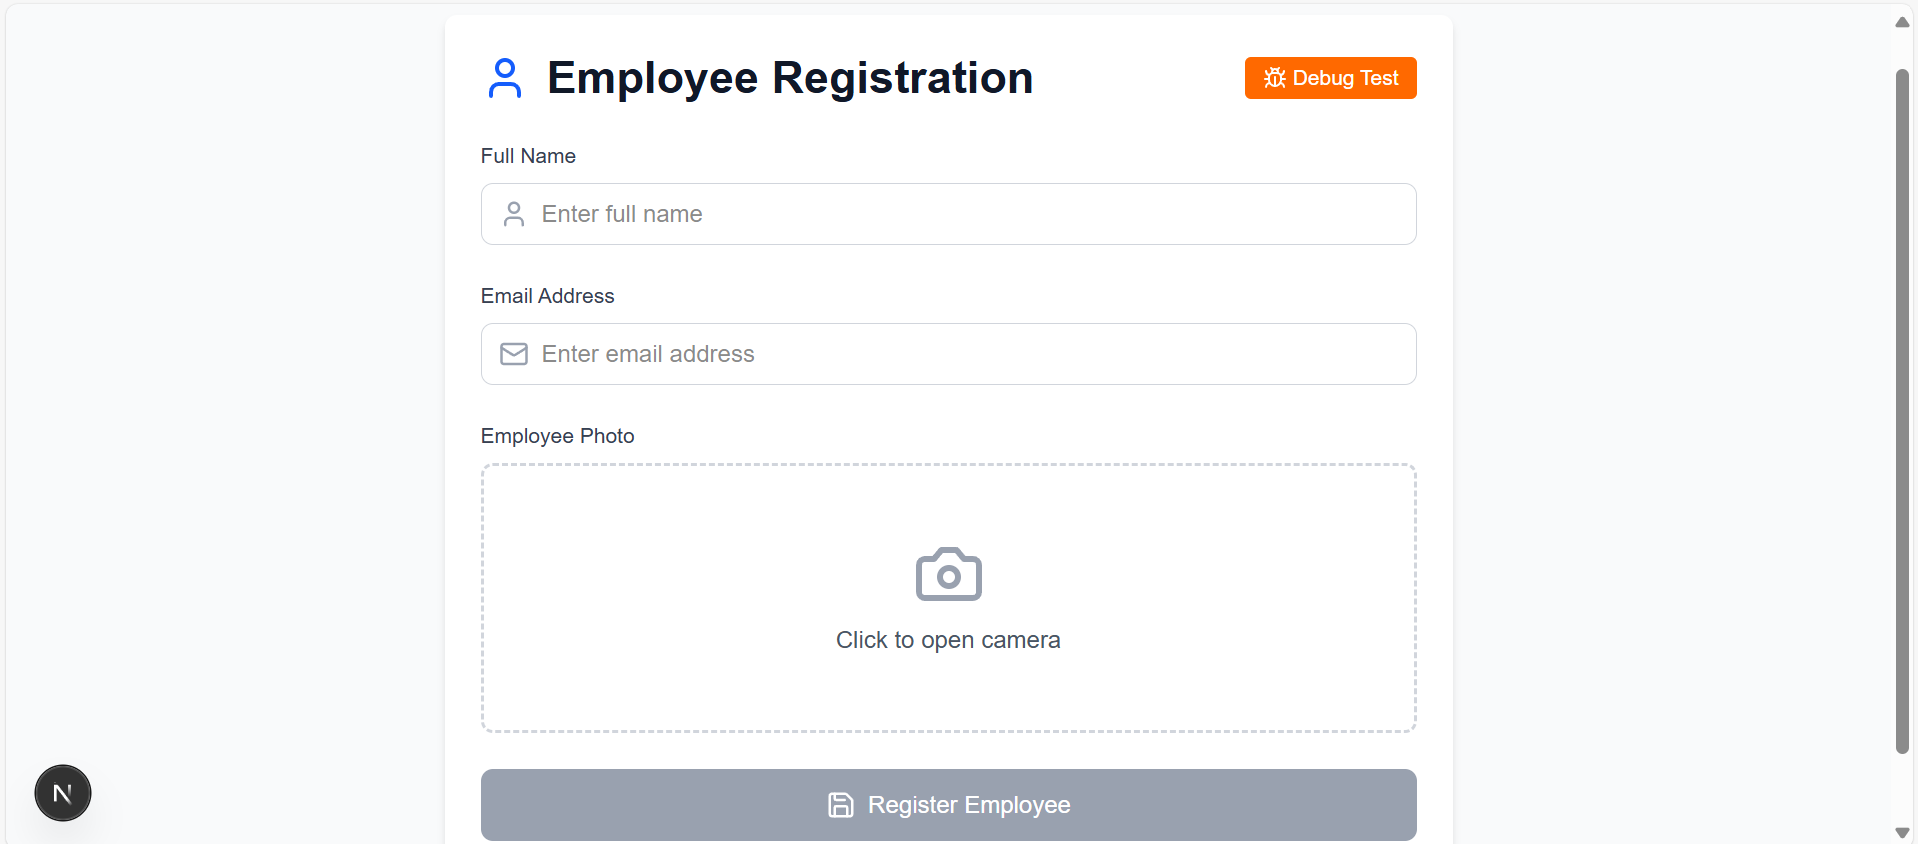 Employee Registration
Debug Test
Full Name
Enter full name
Email Address
Enter email address
Employee Photo
Click to open camera
Register Employee
N